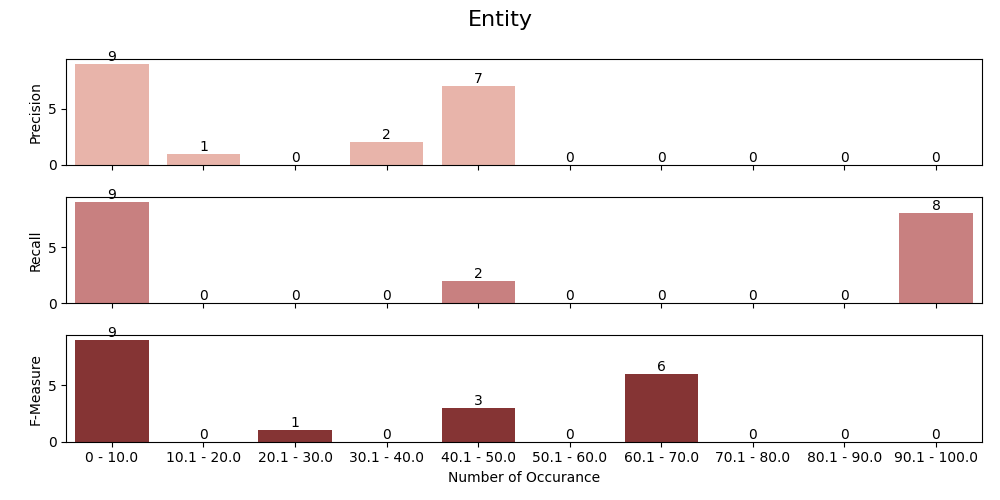 Entity
Precision
5
0
9 1 0 2 7 0 0 0 0 0
Recall
5
0
9 0 0 0 2 0 0 0 0 8
F-Measure
5
0
9 0 1 0 3 0 6 0 0 0
0 - 10.0 10.1 - 20.0 20.1 - 30.0 30.1 - 40.0 40.1 - 50.0 50.1 - 60.0 60.1 - 70.0 70.1 - 80.0 80.1 - 90.0 90.1 - 100.0
Number of Occurance